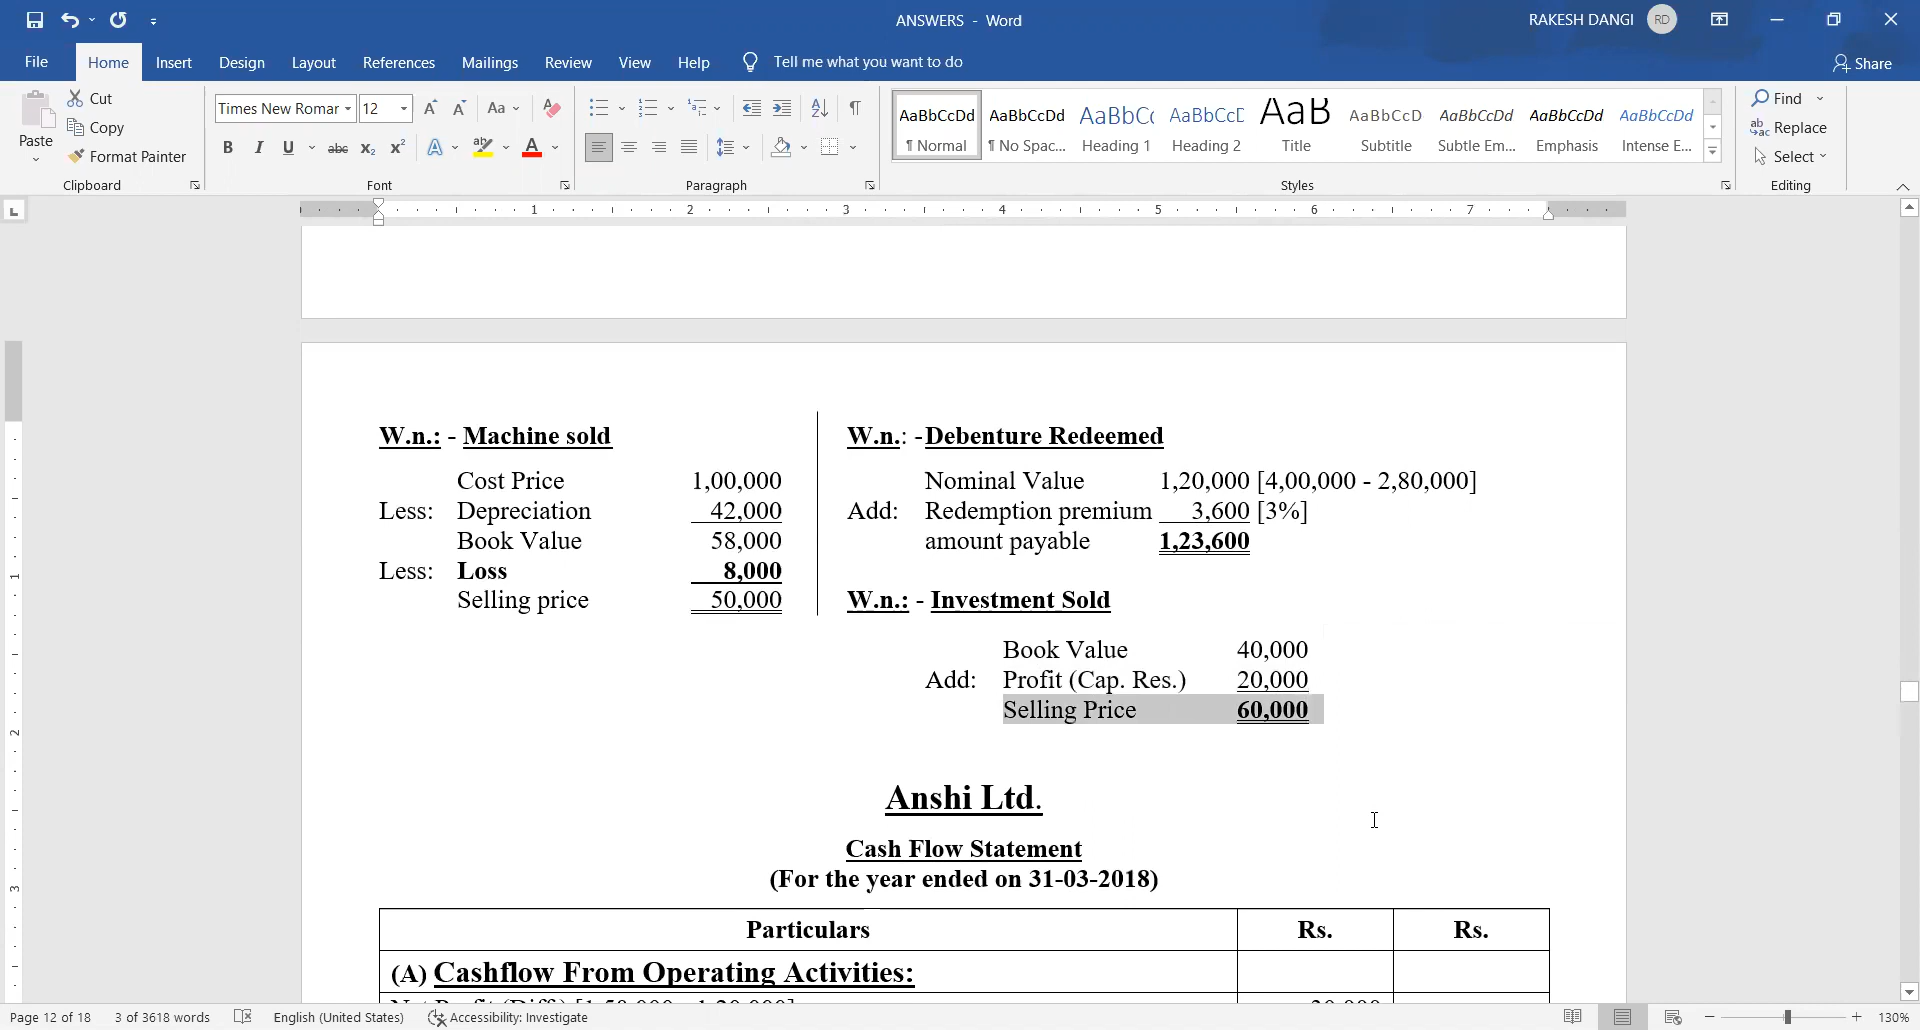 ANSWERS - Word
RAKESH DANGI RD
File Home Insert Design Layout References Mailings Review View Help Tell me what you want to do Share
Paste
Cut
Copy
Format Painter
Clipboard
Times New Romar 12
Font
Paragraph
AaBbCcDd ¶ Normal
AaBbCcDd ¶ No Spac...
AaBbCc Heading 1
AaBbCcD Heading 2
AaB Title
AaBbCcD Subtitle
AaBbCcDd Subtle Em...
AaBbCcDd Emphasis
AaBbCcDd Intense E...
Styles
Find
Replace
Select
Editing
1 2 3 4 5 6 7
W.n.: - Machine sold
Cost Price 1,00,000
Less: Depreciation 42,000
Book Value 58,000
Less: Loss 8,000
Selling price 50,000
W.n.: -Debenture Redeemed
Nominal Value 1,20,000 [4,00,000 - 2,80,000]
Add: Redemption premium 3,600 [3%]
amount payable 1,23,600
W.n.: - Investment Sold
Book Value 40,000
Add: Profit (Cap. Res.) 20,000
Selling Price 60,000
Anshi Ltd.
Cash Flow Statement
(For the year ended on 31-03-2018)
Particulars Rs. Rs.
(A) Cashflow From Operating Activities:
Page 12 of 18 3 of 3618 words English (United States) Accessibility: Investigate 130%